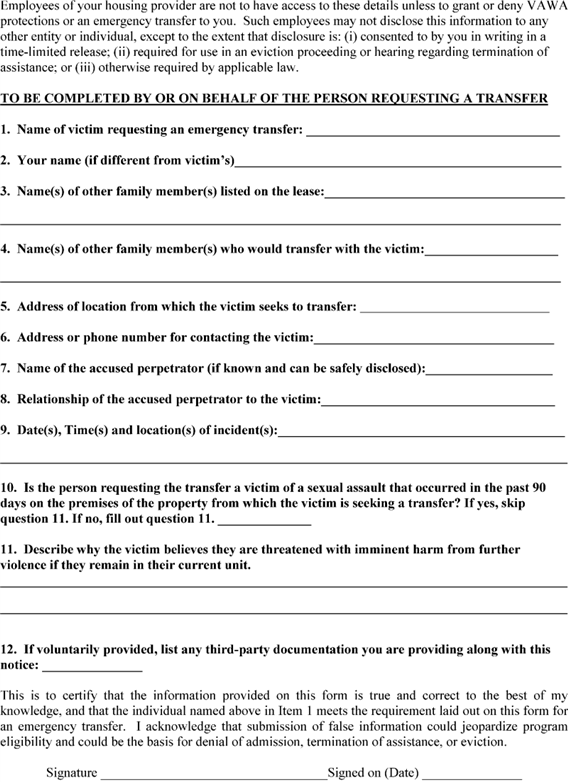 Employees of your housing provider are not to have access to these details unless to grant or deny VAWA
protections or an emergency transfer to you.  Such employees may not disclose this information to any
other entity or individual, except to the extent that disclosure is: (i) consented to by you in writing in a
time-limited release; (ii) required for use in an eviction proceeding or hearing regarding termination of
assistance; or (iii) otherwise required by applicable law.
TO BE COMPLETED BY OR ON BEHALF OF THE PERSON REQUESTING A TRANSFER
1.  Name of victim requesting an emergency transfer: ______________________________________
2.  Your name (if different from victim's)________________________________________________
3.  Name(s) of other family member(s) listed on the lease:___________________________________
___________________________________________________________________________________
4.  Name(s) of other family member(s) who would transfer with the victim:____________________
___________________________________________________________________________________
5.  Address of location from which the victim seeks to transfer: ____________________________
6.  Address or phone number for contacting the victim:____________________________________
7.  Name of the accused perpetrator (if known and can be safely disclosed):___________________
8.  Relationship of the accused perpetrator to the victim:___________________________________
9.  Date(s), Time(s) and location(s) of incident(s):___________________________________________
____________________________________________________________________________________
10.  Is the person requesting the transfer a victim of a sexual assault that occurred in the past 90
days on the premises of the property from which the victim is seeking a transfer? If yes, skip
question 11. If no, fill out question 11. ______________
11.  Describe why the victim believes they are threatened with imminent harm from further
violence if they remain in their current unit.
____________________________________________________________________________________
____________________________________________________________________________________
12.  If voluntarily provided, list any third-party documentation you are providing along with this
notice: _______________
This is to certify that the information provided on this form is true and correct to the best of my
knowledge, and that the individual named above in Item 1 meets the requirement laid out on this form for
an emergency transfer.  I acknowledge that submission of false information could jeopardize program
eligibility and could be the basis for denial of admission, termination of assistance, or eviction.
Signature __________________________________Signed on (Date) _______________